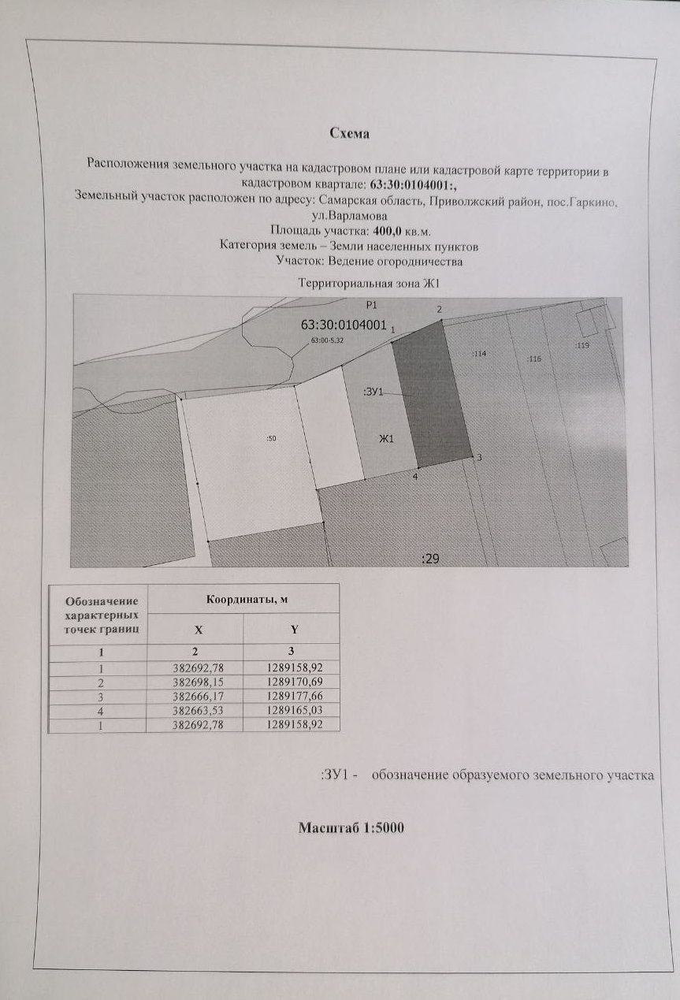 Схема
Расположения земельного участка на кадастровом плане или кадастровой карте территории в
кадастровом квартале: 63:30:0104001:,
Земельный участок расположен по адресу: Самарская область, Приволжский район, пос.Гаркино,
ул.Варламова
Площадь участка: 400,0 кв.м.
Категория земель – Земли населенных пунктов
Участок: Ведение огородничества
Территориальная зона Ж1
Р1
2
63:30:0104001
1
63:00-5.32
:119
:114
:116
:ЗУ1
:50
Ж1
3
4
:29
Обозначение характерных точек границ
Координаты, м
X Y
1 2 3
1 382692,78 1289158,92
2 382698,15 1289170,69
3 382666,17 1289177,66
4 382663,53 1289165,03
1 382692,78 1289158,92
:ЗУ1 - обозначение образуемого земельного участка
Масштаб 1:5000